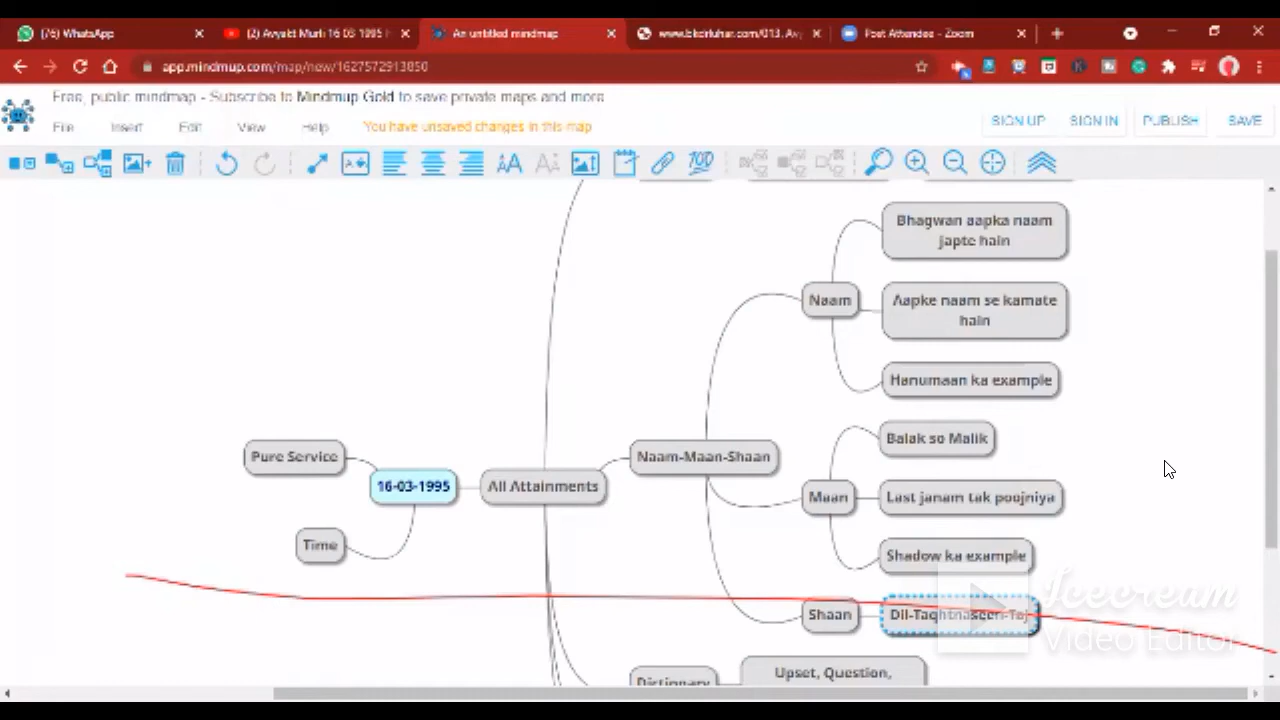 (76) WhatsApp
(2) Avyakt Murli 16 03 1995
An untitled mindmap
www.bkdrluhar.com/013. Avy
Post Attendee - Zoom
app.mindmup.com/map/new/1627572913850
Free, public mindmap - Subscribe to Mindmup Gold to save private maps and more
File Insert Edit View Help You have unsaved changes in this map
SIGN UP SIGN IN PUBLISH SAVE
Bhagwan aapka naam
japte hain
Naam
Aapke naam se kamate
hain
Hanumaan ka example
Balak so Malik
Pure Service
Naam-Maan-Shaan
16-03-1995
All Attainments
Maan
Last janam tak poojniya
Time
Shadow ka example
Shaan
Dil-Taqhtnaseen-Taj
Icecream
Video Editor
Dictionary
Upset, Question,